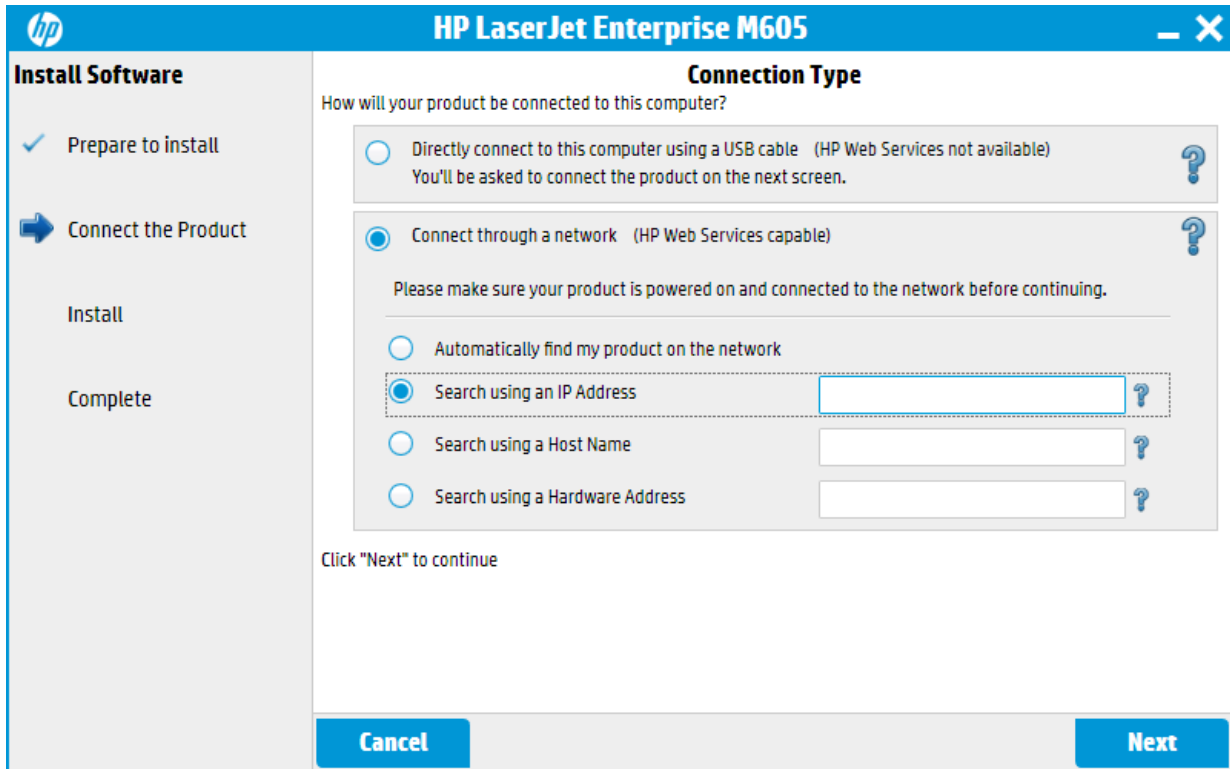 hp
HP LaserJet Enterprise M605
Install Software
Prepare to install
Connect the Product
Install
Complete
Connection Type
How will your product be connected to this computer?
Directly connect to this computer using a USB cable (HP Web Services not available)
You'll be asked to connect the product on the next screen.
Connect through a network (HP Web Services capable)
Please make sure your product is powered on and connected to the network before continuing.
Automatically find my product on the network
Search using an IP Address
Search using a Host Name
Search using a Hardware Address
Click "Next" to continue
Cancel
Next